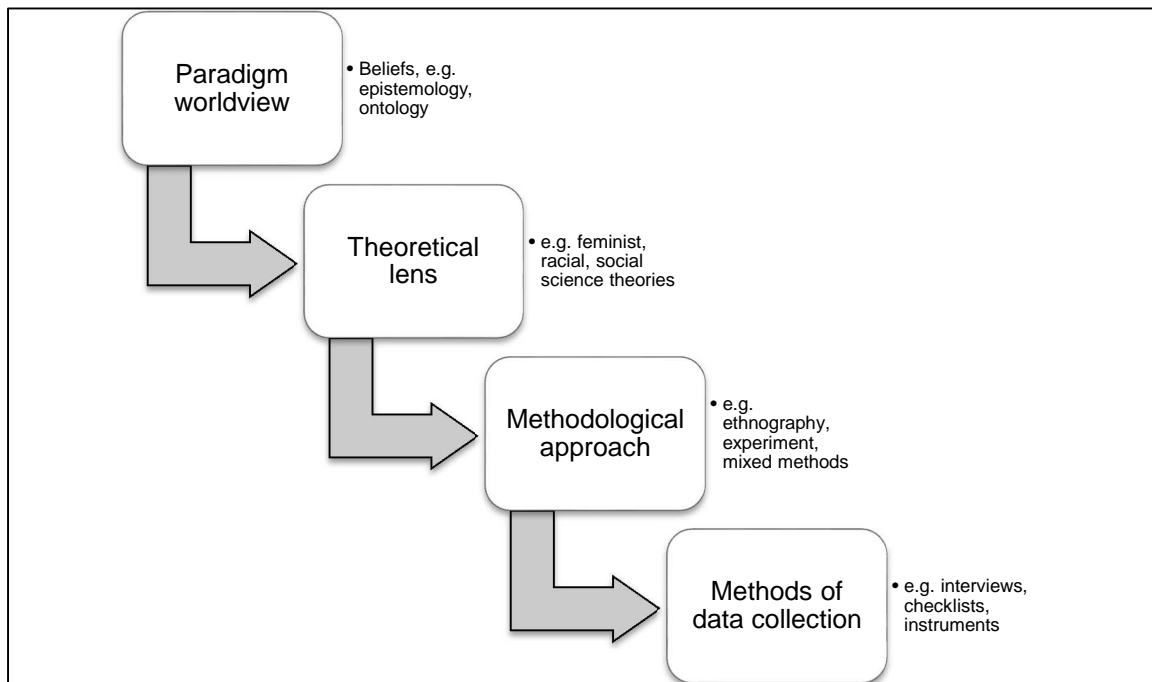 Paradigm
worldview
• Beliefs, e.g.
epistemology,
ontology
Theoretical
lens
• e.g. feminist,
racial, social
science theories
Methodological
approach
• e.g.
ethnography,
experiment,
mixed methods
Methods of
data collection
• e.g. interviews,
checklists,
instruments